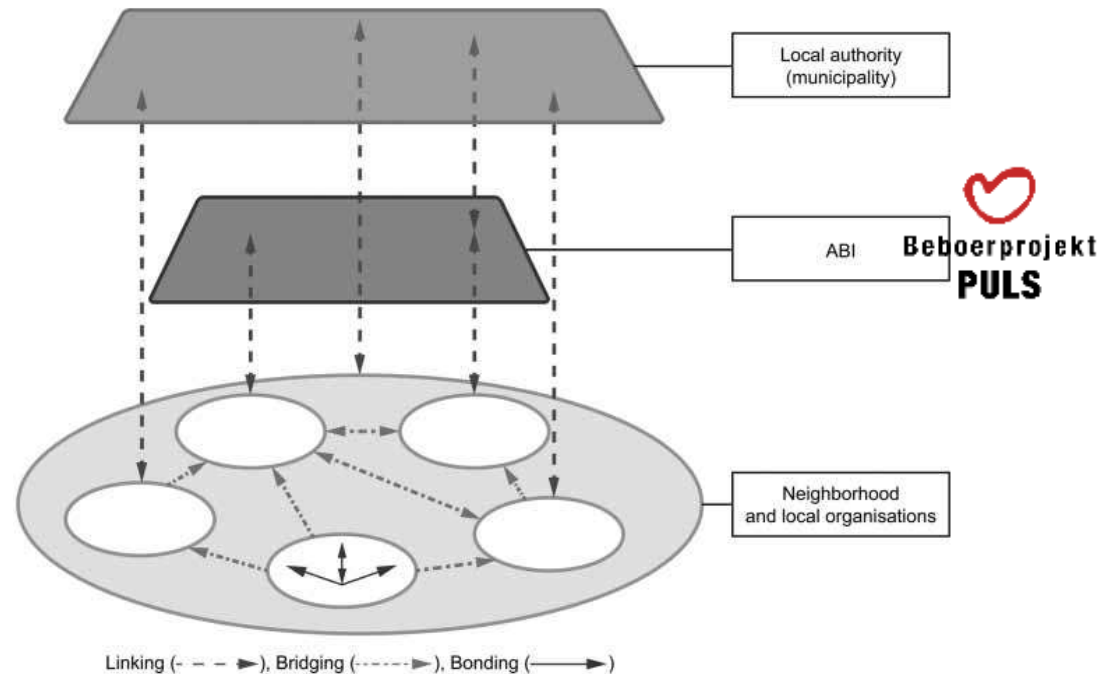 Local authority
(municipality)
ABI
Beboerprojekt
PULS
Neighborhood
and local organisations
Linking (), Bridging (), Bonding ()